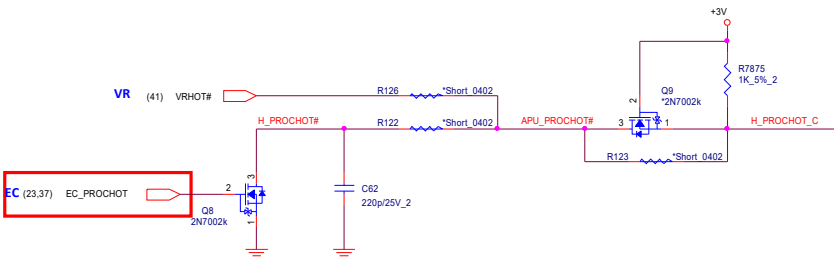 +3V
R7875
1K_5%_2
Q9
*2N7002k
2
3
1
VR (41) VRHOT#
R126 *Short_0402
H_PROCHOT#
R122 *Short_0402
APU_PROCHOT#
H_PROCHOT_C
R123 *Short_0402
EC (23,37) EC_PROCHOT
2
3
1
Q8
2N7002k
C62
220p/25V_2